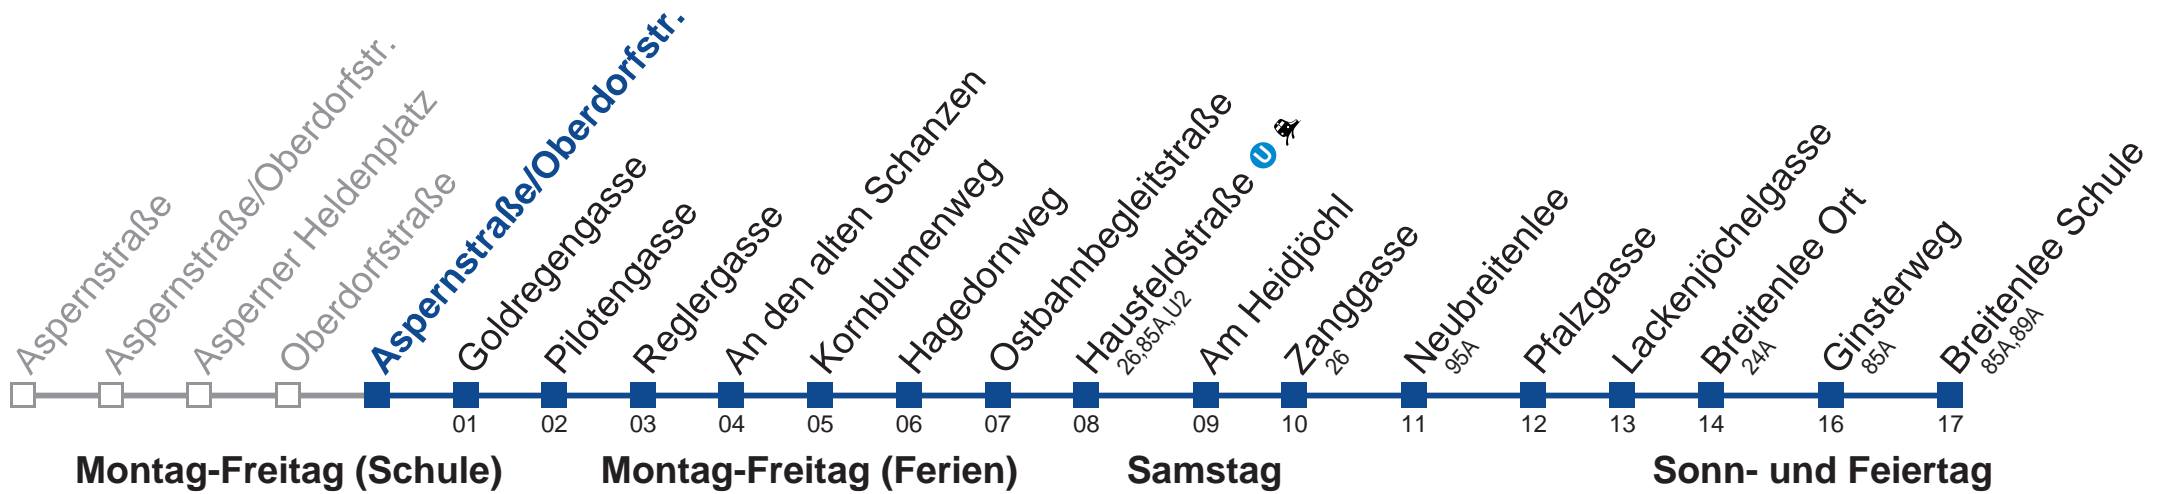 Aspernstraße
Aspernstraße/Oberdorfstr.
Asperner Heldenplatz
Oberdorfstraße
Aspernstraße/Oberdorfstr.
Goldregengasse
Pilotengasse
Reglergasse
An den alten Schanzen
Kornblumenweg
Hagedornweg
Ostbahnbegleitstraße
Hausfeldstraße U
26,85A,U2
Am Heidjöchl
Zanggasse
26
Neubreitenlee
95A
Pfalzgasse
Lackenjöchelgasse
Breitenlee Ort
24A
Ginsterweg
85A
Breitenlee Schule
85A,89A
01 02 03 04 05 06 07 08 09 10 11 12 13 14 16 17
Montag-Freitag (Schule) Montag-Freitag (Ferien) Samstag Sonn- und Feiertag